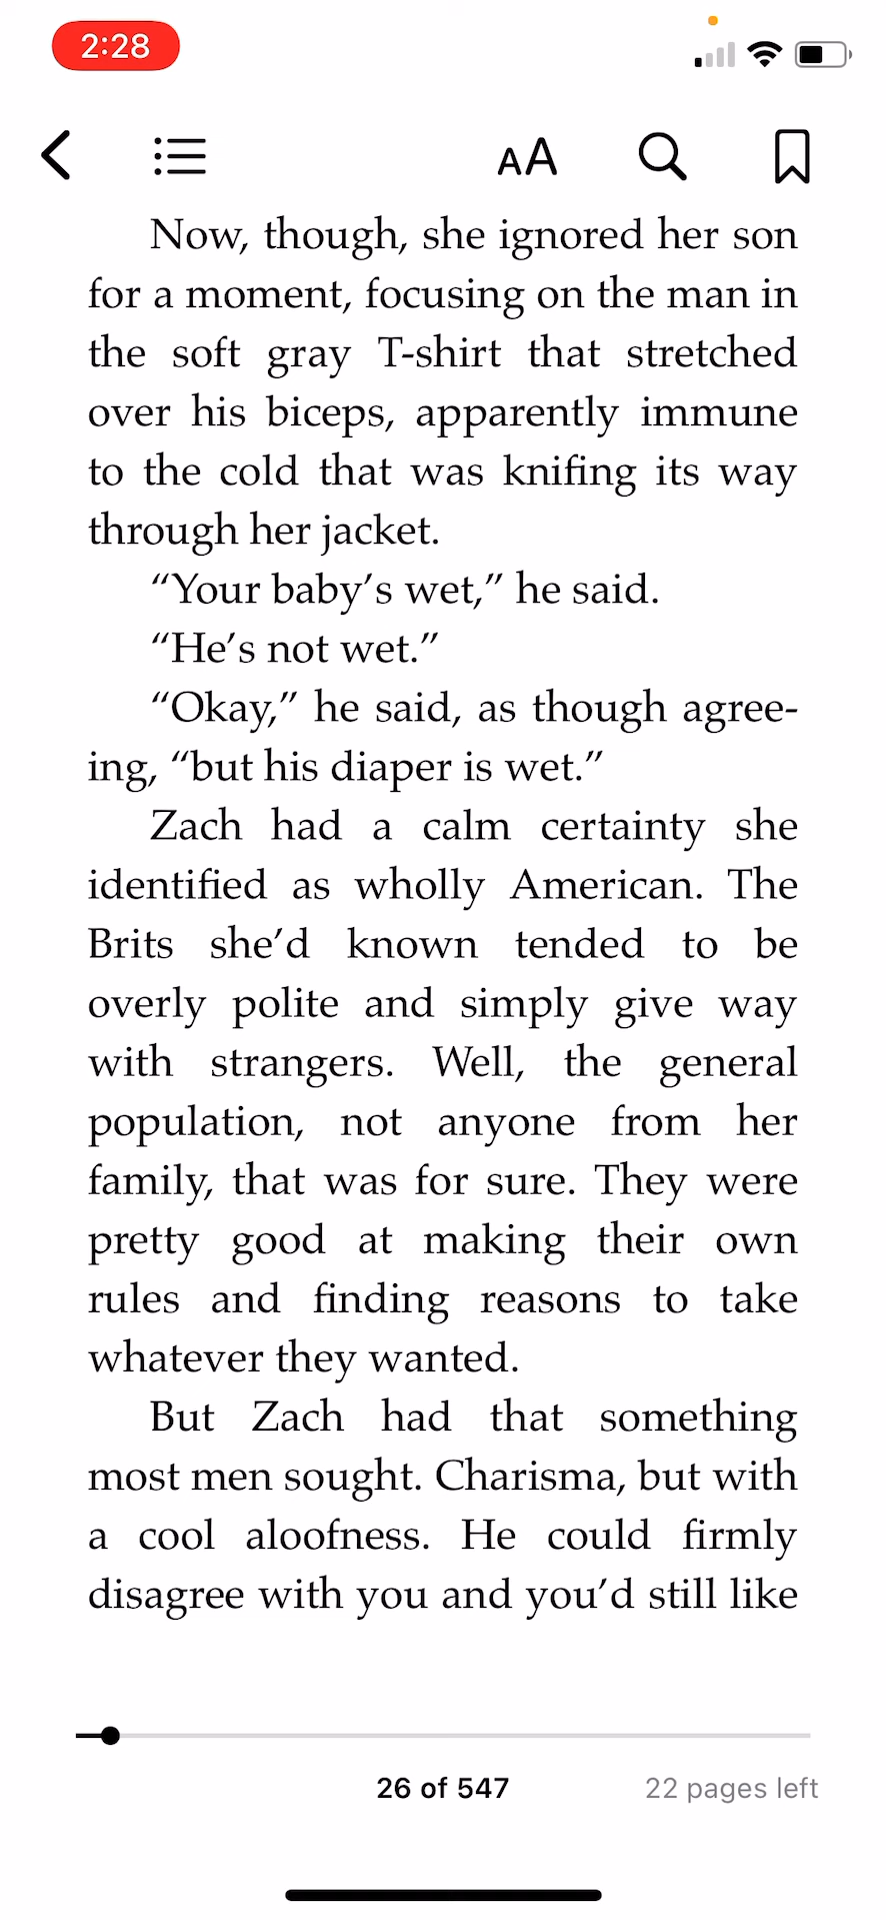 2:28
AA
Now, though, she ignored her son
for a moment, focusing on the man in
the soft gray T-shirt that stretched
over his biceps, apparently immune
to the cold that was knifing its way
through her jacket.
“Your baby’s wet,” he said.
“He’s not wet.”
“Okay,” he said, as though agree-
ing, “but his diaper is wet.”
Zach had a calm certainty she
identified as wholly American. The
Brits she’d known tended to be
overly polite and simply give way
with strangers. Well, the general
population, not anyone from her
family, that was for sure. They were
pretty good at making their own
rules and finding reasons to take
whatever they wanted.
But Zach had that something
most men sought. Charisma, but with
a cool aloofness. He could firmly
disagree with you and you’d still like
26 of 547
22 pages left